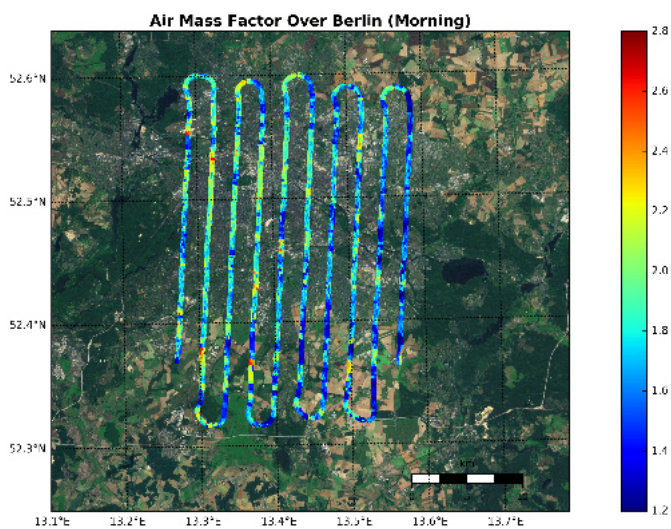 Air Mass Factor Over Berlin (Morning)
52.6°N
52.5°N
52.4°N
52.3°N
13.1°E
13.2°E
13.3°E
13.4°E
13.5°E
13.6°E
13.7°E
2.8
2.6
2.4
2.2
2.0
1.8
1.6
1.4
1.2